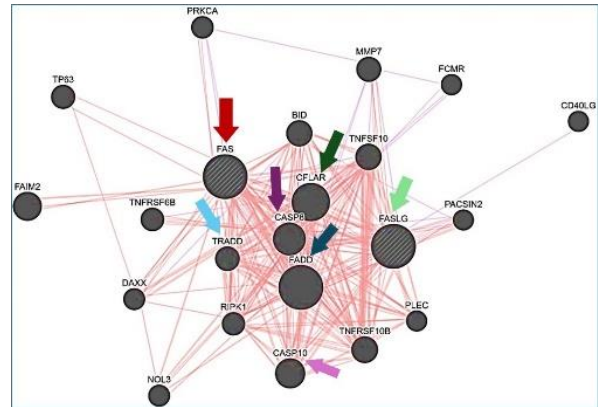 PRKCA
MMP7
FCMR
TP63
CD40LG
BID
TNFSF10
FAS
CFLAR
FASLG
FAIM2
TNFRSF6B
CASP8
PACSIN2
TRADD
FADD
DAXX
RIPK1
PLEC
TNFRSF10B
CASP10
NOL3